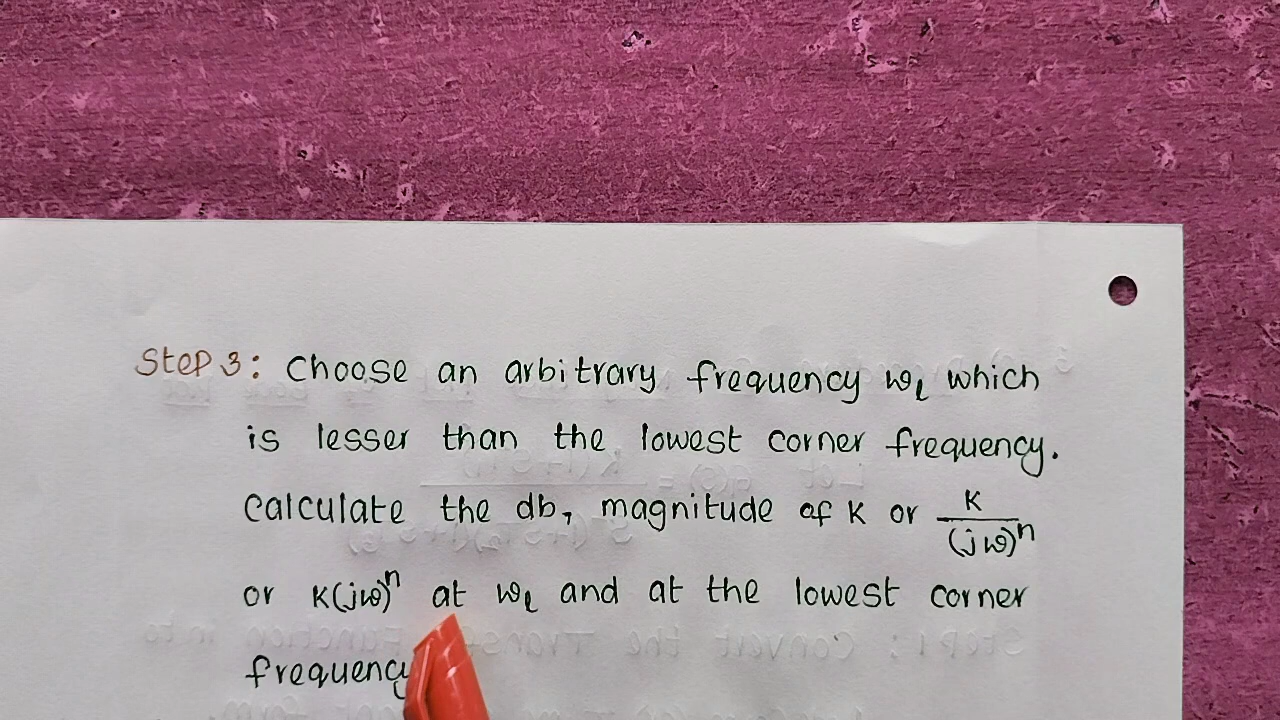 Step 3: Choose an arbitrary frequency ωl which
is lesser than the lowest corner frequency.
Calculate the db, magnitude of K or K/(jω)^n
or K(jω)^n at ωl and at the lowest corner
frequency